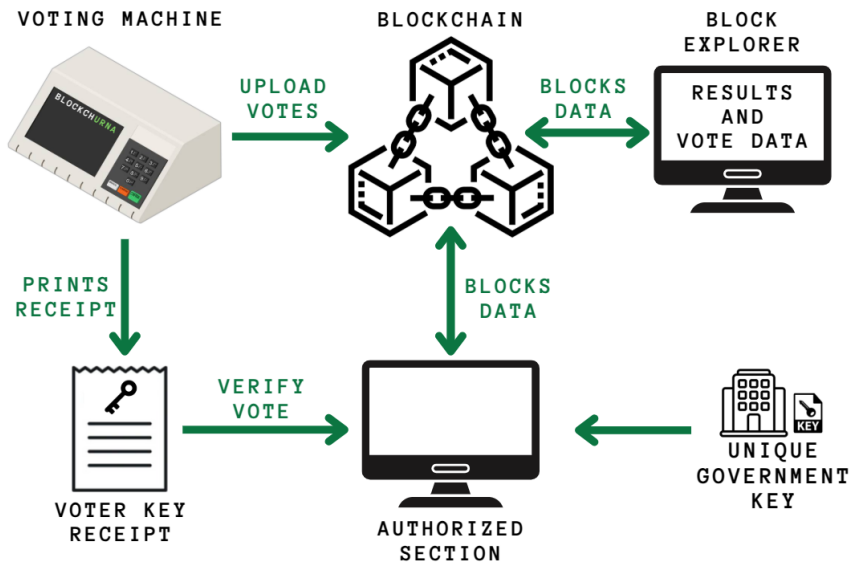 VOTING MACHINE
BLOCKCHAIN
BLOCK
EXPLORER
BLOCKCHURNA
UPLOAD
VOTES
BLOCKS
DATA
RESULTS
AND
VOTE DATA
PRINTS
RECEIPT
BLOCKS
DATA
VERIFY
VOTE
KEY
VOTER KEY
RECEIPT
AUTHORIZED
SECTION
UNIQUE
GOVERNMENT
KEY